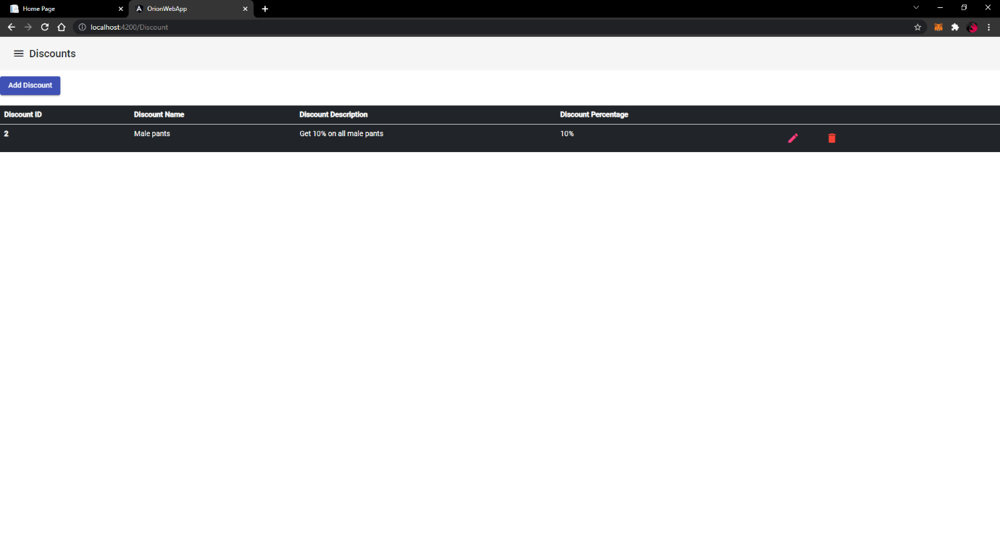 Home Page
OrionWebApp
localhost:4200/Discount
Discounts
Add Discount
Discount ID Discount Name Discount Description Discount Percentage
2 Male pants Get 10% on all male pants 10%